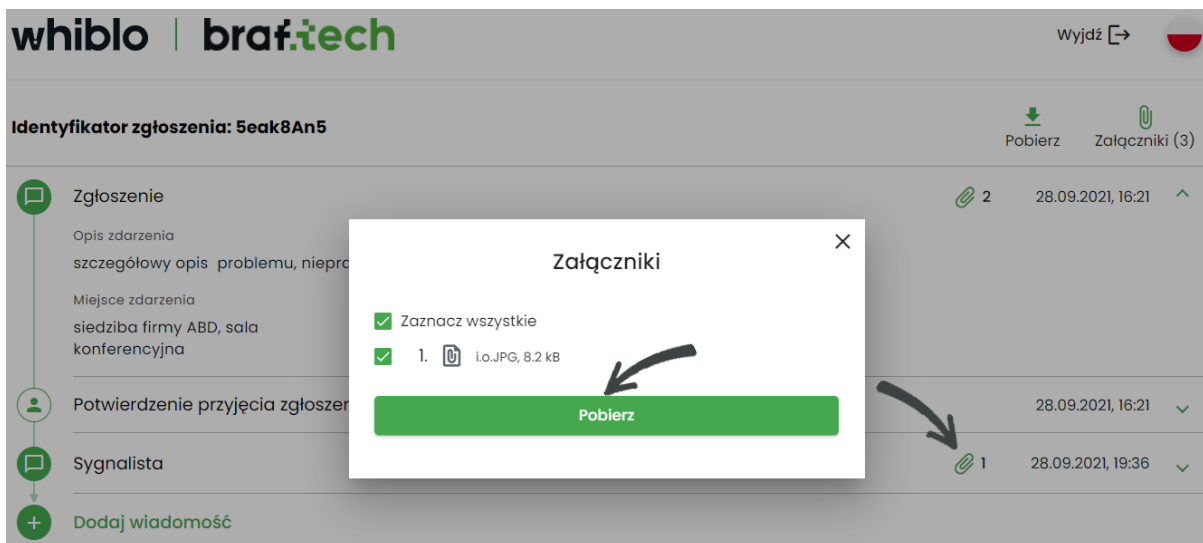 whiblo | braf.tech
Wyjdź
Identyfikator zgłoszenia: 5eak8An5
Pobierz
Załączniki (3)
Zgłoszenie
2
28.09.2021, 16:21
Opis zdarzenia
szczegółowy opis problemu,
Miejsce zdarzenia
siedziba firmy ABD, sala
konferencyjna
Załączniki
Zaznacz wszystkie
1. i.o.JPG, 8.2 kB
Pobierz
Potwierdzenie przyjęcia
28.09.2021, 16:21
Sygnalista
1
28.09.2021, 19:36
Dodaj wiadomość